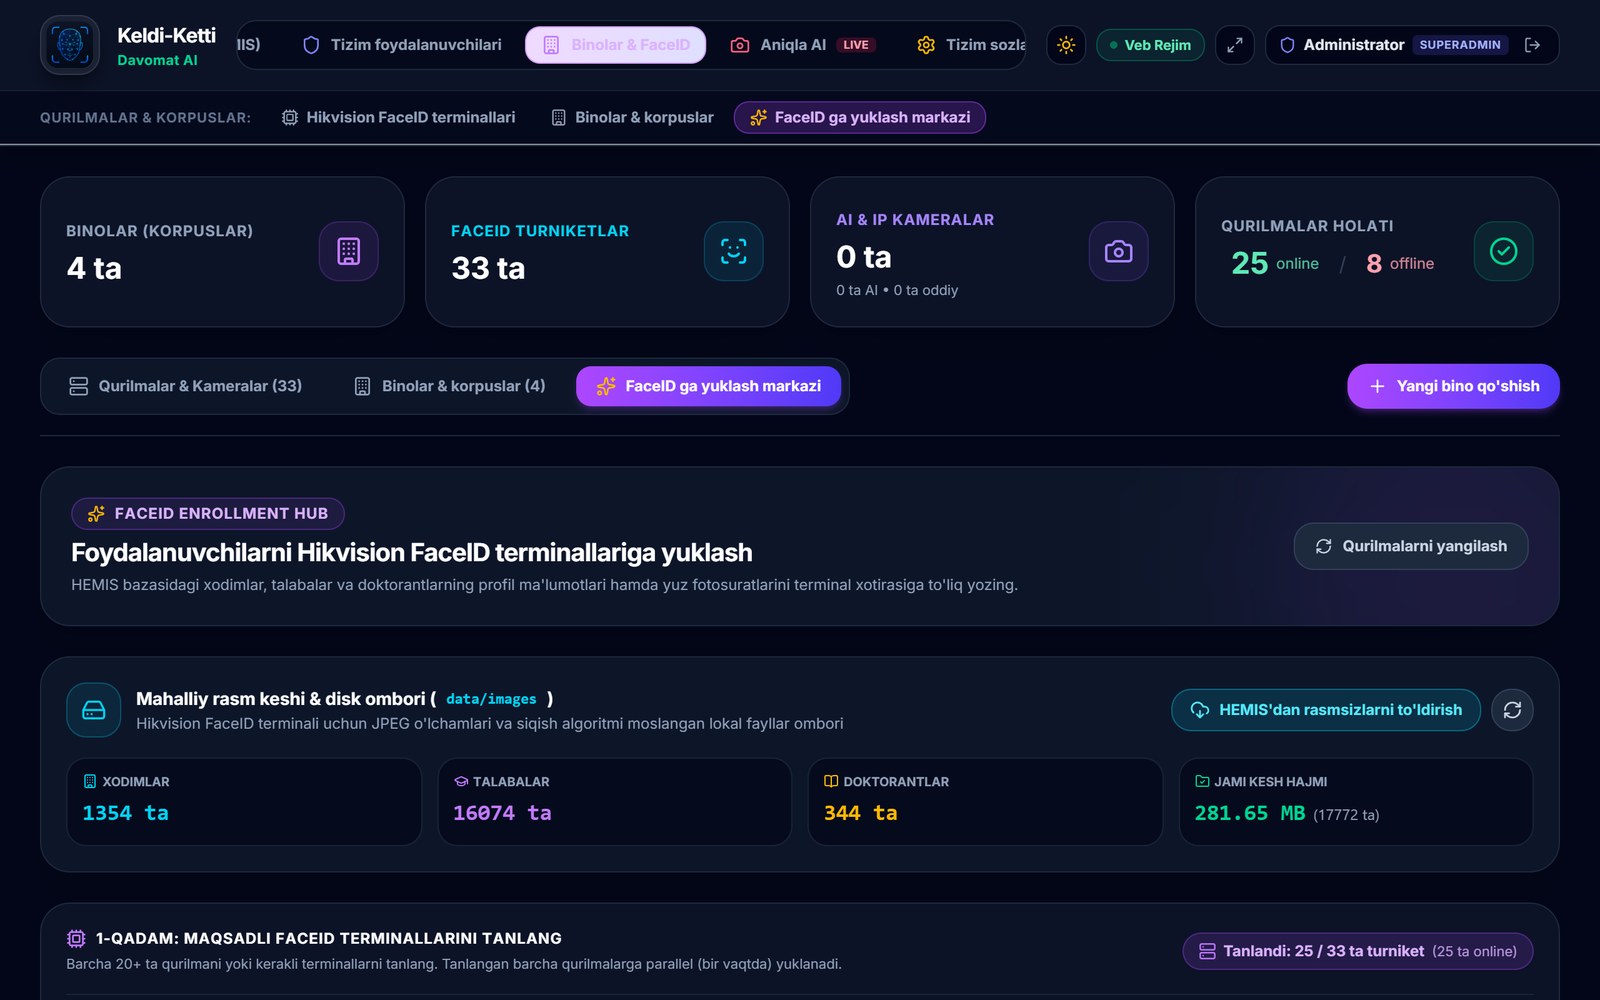 Keldi-Ketti
Davomat AI
IIS)
Tizim foydalanuvchilari
Binolar & FaceID
Aniqla AI LIVE
Tizim sozla
Veb Rejim
Administrator SUPERADMIN
QURILMALAR & KORPUSLAR:
Hikvision FaceID terminallari
Binolar & korpuslar
FaceID ga yuklash markazi
BINOLAR (KORPUSLAR)
4 ta
FACEID TURNIKETLAR
33 ta
AI & IP KAMERALAR
0 ta
0 ta AI • 0 ta oddiy
QURILMALAR HOLATI
25 online / 8 offline
Qurilmalar & Kameralar (33)
Binolar & korpuslar (4)
FaceID ga yuklash markazi
Yangi bino qo'shish
FACEID ENROLLMENT HUB
Foydalanuvchilarni Hikvision FaceID terminallariga yuklash
HEMIS bazasidagi xodimlar, talabalar va doktorantlarning profil ma'lumotlari hamda yuz fotosuratlarini terminal xotirasiga to'liq yozing.
Qurilmalarni yangilash
Mahalliy rasm keshi & disk ombori ( data/images )
Hikvision FaceID terminali uchun JPEG o'lchamlari va siqish algoritmi moslangan lokal fayllar ombori
HEMIS'dan rasmsizlarni to'ldirish
XODIMLAR
1354 ta
TALABALAR
16074 ta
DOKTORANTLAR
344 ta
JAMI KESH HAJMI
281.65 MB (17772 ta)
1-QADAM: MAQSADLI FACEID TERMINALLARINI TANLANG
Barcha 20+ ta qurilmani yoki kerakli terminallarni tanlang. Tanlangan barcha qurilmalarga parallel (bir vaqtda) yuklanadi.
Tanlandi: 25 / 33 ta turniket (25 ta online)